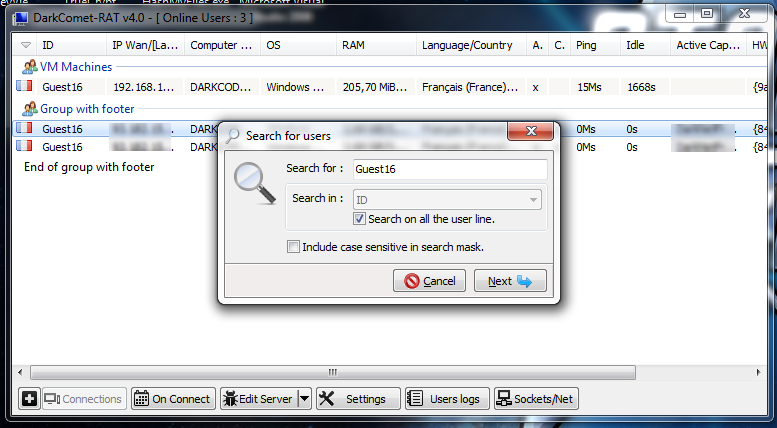 DarkComet-RAT v4.0 - [ Online Users : 3 ]
ID IP Wan/[La... Computer ... OS RAM Language/Country A. C. Ping Idle Active Cap... HW
VM Machines
Guest16 192.168.1... DARKCOD... Windows ... 205,70 MiB... Français (France)... x 15Ms 1668s {9a
Group with footer
Guest16 DARK 0Ms 0s {84
Guest16 DARK 0Ms 0s {84
End of group with footer
Search for users
Search for : Guest16
Search in : ID
Search on all the user line.
Include case sensitive in search mask.
Cancel Next
Connections On Connect Edit Server Settings Users logs Sockets/Net